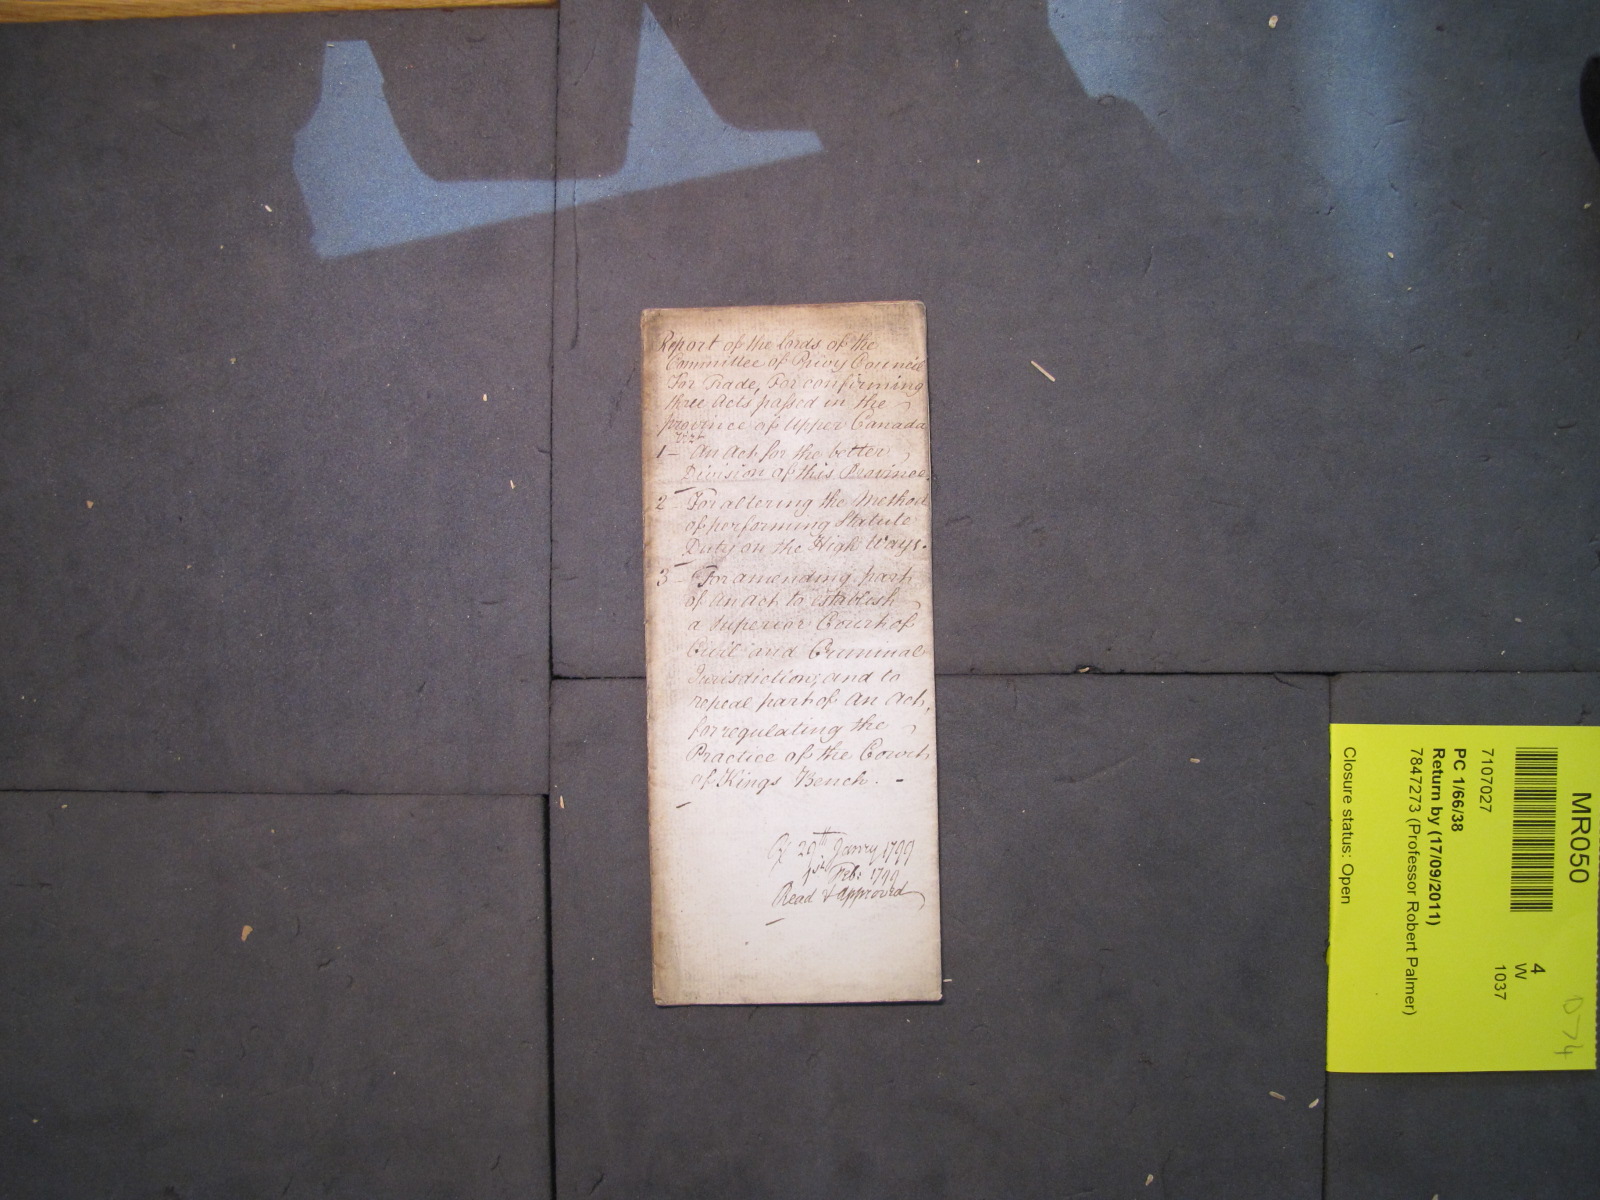 Report of the Lords of the
Committee of Privy Council
For Trade, For confirming
three Acts passed in the
province of Upper Canada
Vizt
1 - An Act for the better
Division of this Province.
2 - For altering the Method
of performing Statute
Duty on the High Ways.
3 - For amending part
of an Act to establish
a Superior Court of
Civil and Criminal
Jurisdiction; and to
repeal part of an Act,
for regulating the
Practice of the Court
of Kings Bench. -
29th Janry 1799
1st Feb: 1799
Read & Approved
MR050
4
W
1037
7107027
PC 1/66/38
Return by (17/09/2011)
7847273 (Professor Robert Palmer)
Closure status: Open